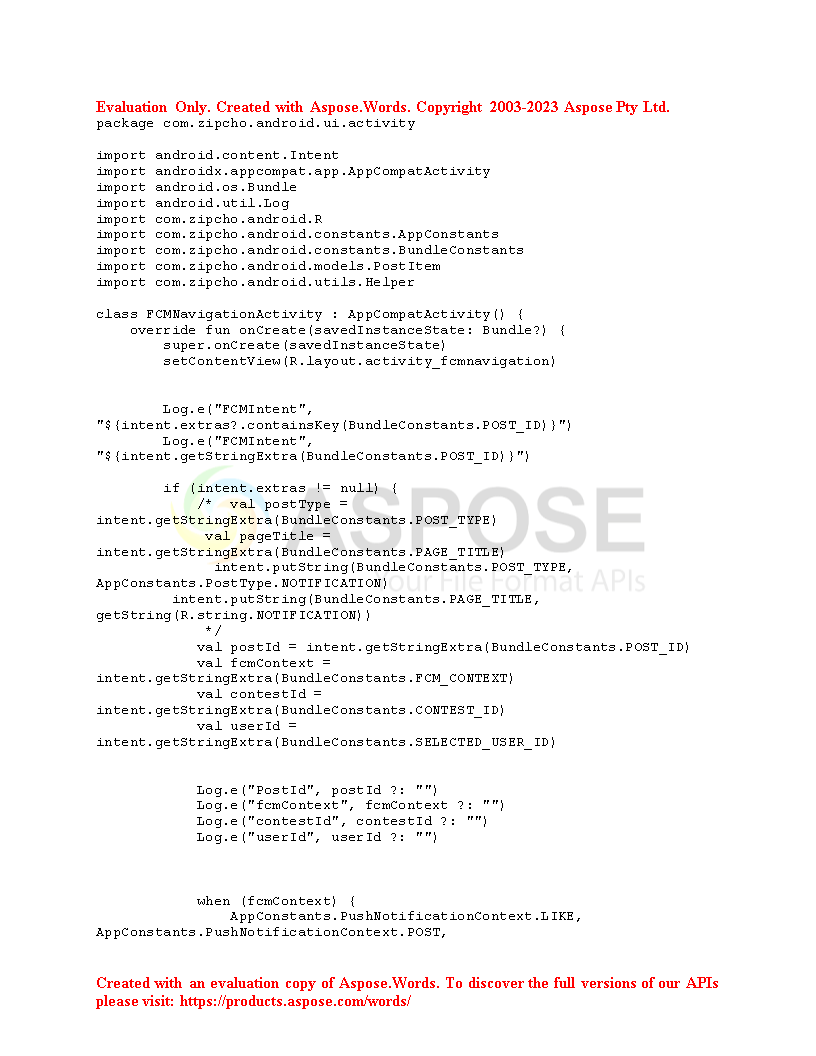 Evaluation Only. Created with Aspose.Words. Copyright 2003-2023 Aspose Pty Ltd.
package com.zipcho.android.ui.activity
import android.content.Intent
import androidx.appcompat.app.AppCompatActivity
import android.os.Bundle
import android.util.Log
import com.zipcho.android.R
import com.zipcho.android.constants.AppConstants
import com.zipcho.android.constants.BundleConstants
import com.zipcho.android.models.PostItem
import com.zipcho.android.utils.Helper
class FCMNavigationActivity : AppCompatActivity() {
    override fun onCreate(savedInstanceState: Bundle?) {
        super.onCreate(savedInstanceState)
        setContentView(R.layout.activity_fcmnavigation)
        Log.e("FCMIntent",
"${intent.extras?.containsKey(BundleConstants.POST_ID)}")
        Log.e("FCMIntent",
"${intent.getStringExtra(BundleConstants.POST_ID)}")
        if (intent.extras != null) {
            /*  val postType =
intent.getStringExtra(BundleConstants.POST_TYPE)
             val pageTitle =
intent.getStringExtra(BundleConstants.PAGE_TITLE)
              intent.putString(BundleConstants.POST_TYPE,
AppConstants.PostType.NOTIFICATION)
         intent.putString(BundleConstants.PAGE_TITLE,
getString(R.string.NOTIFICATION))
             */
            val postId = intent.getStringExtra(BundleConstants.POST_ID)
            val fcmContext =
intent.getStringExtra(BundleConstants.FCM_CONTEXT)
            val contestId =
intent.getStringExtra(BundleConstants.CONTEST_ID)
            val userId =
intent.getStringExtra(BundleConstants.SELECTED_USER_ID)
            Log.e("PostId", postId ?: "")
            Log.e("fcmContext", fcmContext ?: "")
            Log.e("contestId", contestId ?: "")
            Log.e("userId", userId ?: "")
            when (fcmContext) {
                AppConstants.PushNotificationContext.LIKE,
AppConstants.PushNotificationContext.POST,
ASPOSE
our File Format APIs
Created with an evaluation copy of Aspose.Words. To discover the full versions of our APIs
please visit: https://products.aspose.com/words/